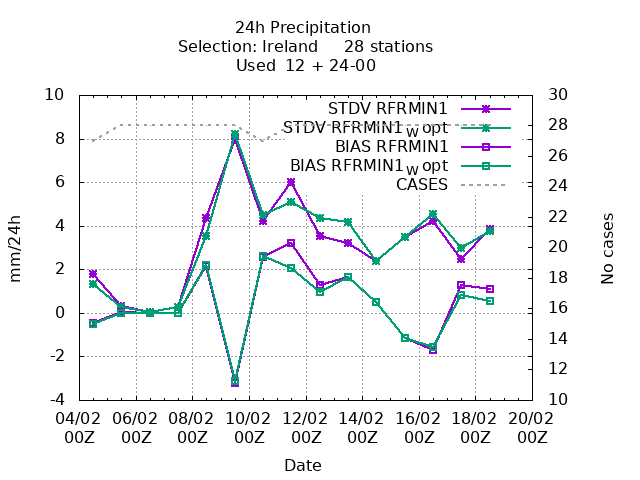 24h Precipitation
Selection: Ireland 28 stations
Used 12 + 24-00
STDV RFRMIN1
STDV RFRMIN1w opt
BIAS RFRMIN1
BIAS RFRMIN1w opt
CASES
10
8
6
4
2
0
-2
-4
mm/24h
30
28
26
24
22
20
18
16
14
12
10
No cases
04/02 06/02 08/02 10/02 12/02 14/02 16/02 18/02 20/02
00Z 00Z 00Z 00Z 00Z 00Z 00Z 00Z 00Z
Date